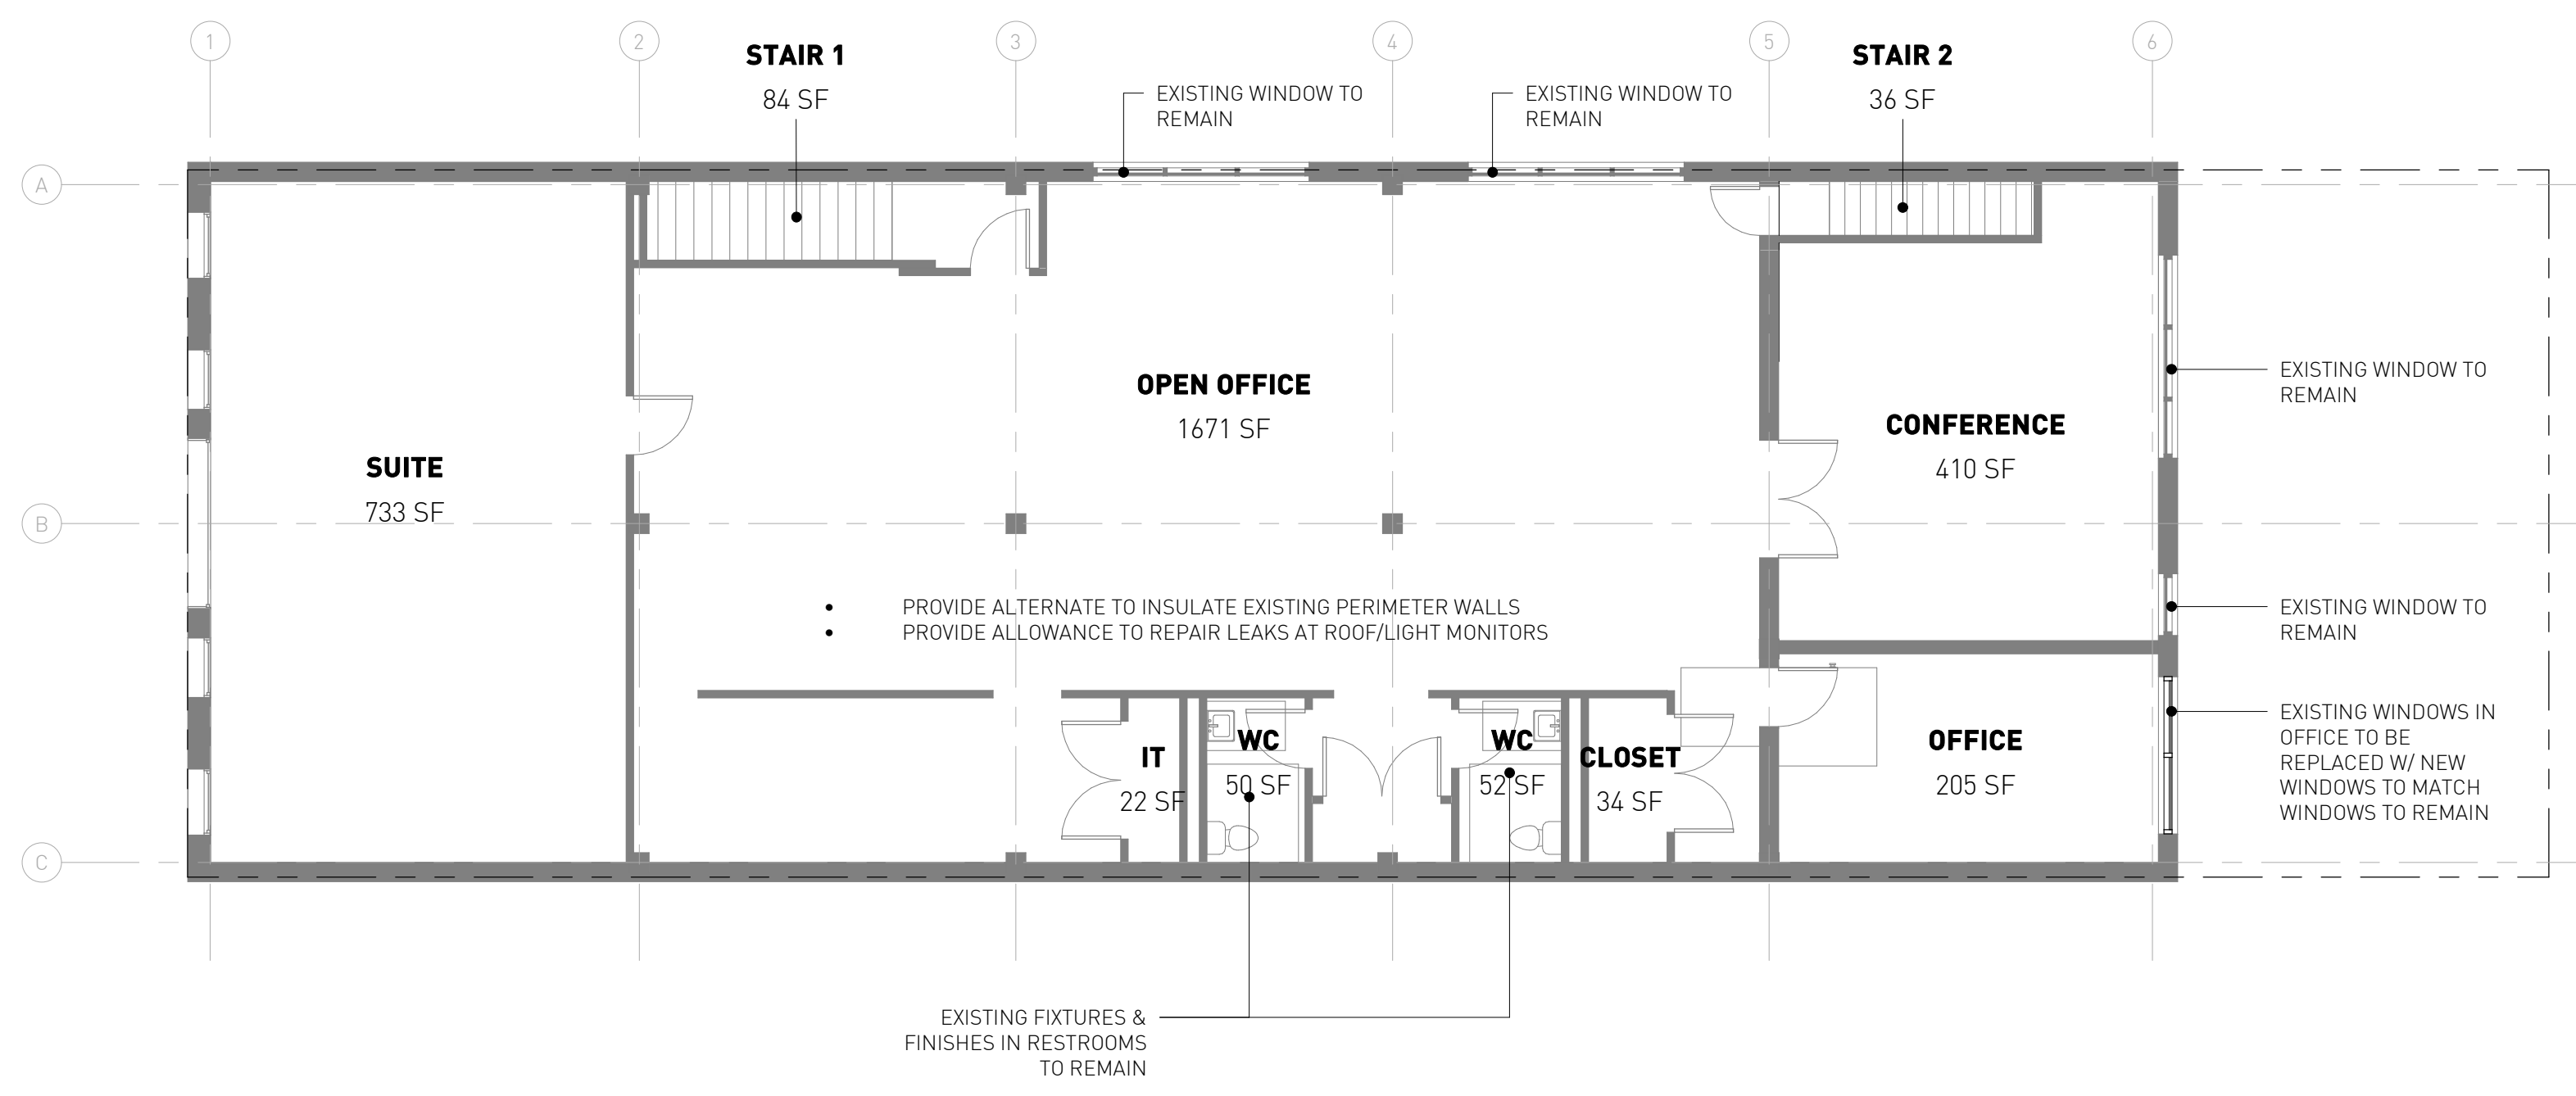 1
2
3
4
5
6
STAIR 1
84 SF
STAIR 2
36 SF
EXISTING WINDOW TO
REMAIN
EXISTING WINDOW TO
REMAIN
A
B
C
SUITE
733 SF
OPEN OFFICE
1671 SF
CONFERENCE
410 SF
EXISTING WINDOW TO
REMAIN
• PROVIDE ALTERNATE TO INSULATE EXISTING PERIMETER WALLS
• PROVIDE ALLOWANCE TO REPAIR LEAKS AT ROOF/LIGHT MONITORS
EXISTING WINDOW TO
REMAIN
IT
22 SF
WC
50 SF
WC
52 SF
CLOSET
34 SF
OFFICE
205 SF
EXISTING WINDOWS IN
OFFICE TO BE
REPLACED W/ NEW
WINDOWS TO MATCH
WINDOWS TO REMAIN
EXISTING FIXTURES &
FINISHES IN RESTROOMS
TO REMAIN